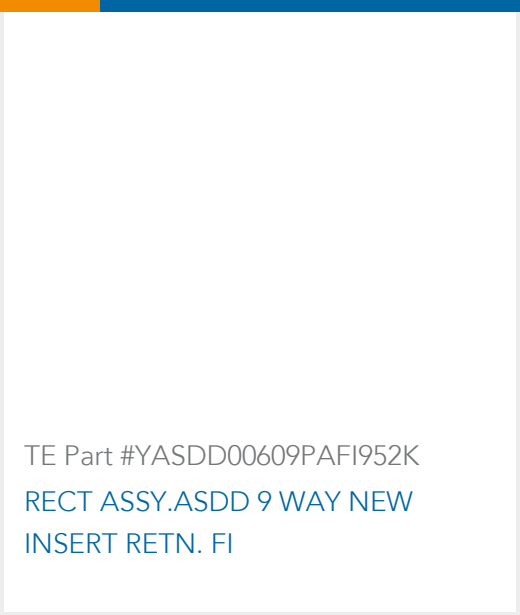 TE Part #YASDD00609PAFI952K
RECT ASSY.ASDD 9 WAY NEW
INSERT RETN. FI